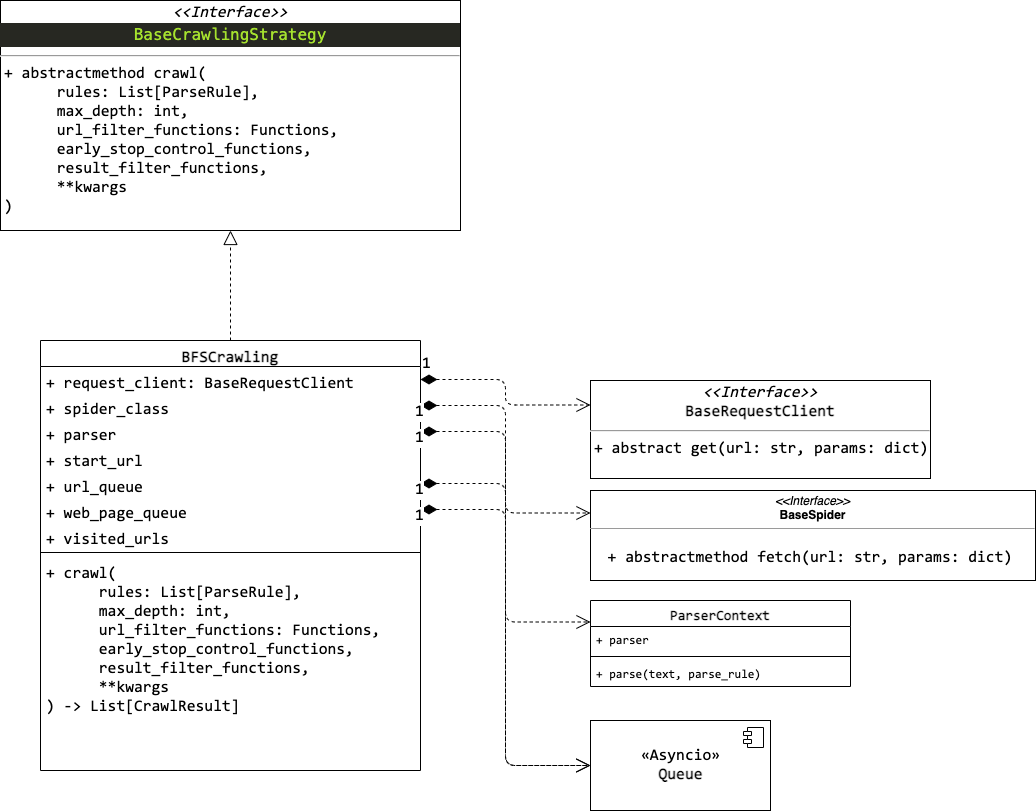 <<Interface>>
BaseCrawlingStrategy
+ abstractmethod crawl(
rules: List[ParseRule],
max_depth: int,
url_filter_functions: Functions,
early_stop_control_functions,
result_filter_functions,
**kwargs
)
BFSCrawling
+ request_client: BaseRequestClient
+ spider_class
+ parser
+ start_url
+ url_queue
+ web_page_queue
+ visited_urls
+ crawl(
rules: List[ParseRule],
max_depth: int,
url_filter_functions: Functions,
early_stop_control_functions,
result_filter_functions,
**kwargs
) -> List[CrawlResult]
1
1
1
1
1
<<Interface>>
BaseRequestClient
+ abstract get(url: str, params: dict)
<<Interface>>
BaseSpider
+ abstractmethod fetch(url: str, params: dict)
ParserContext
+ parser
+ parse(text, parse_rule)
«Asyncio»
Queue